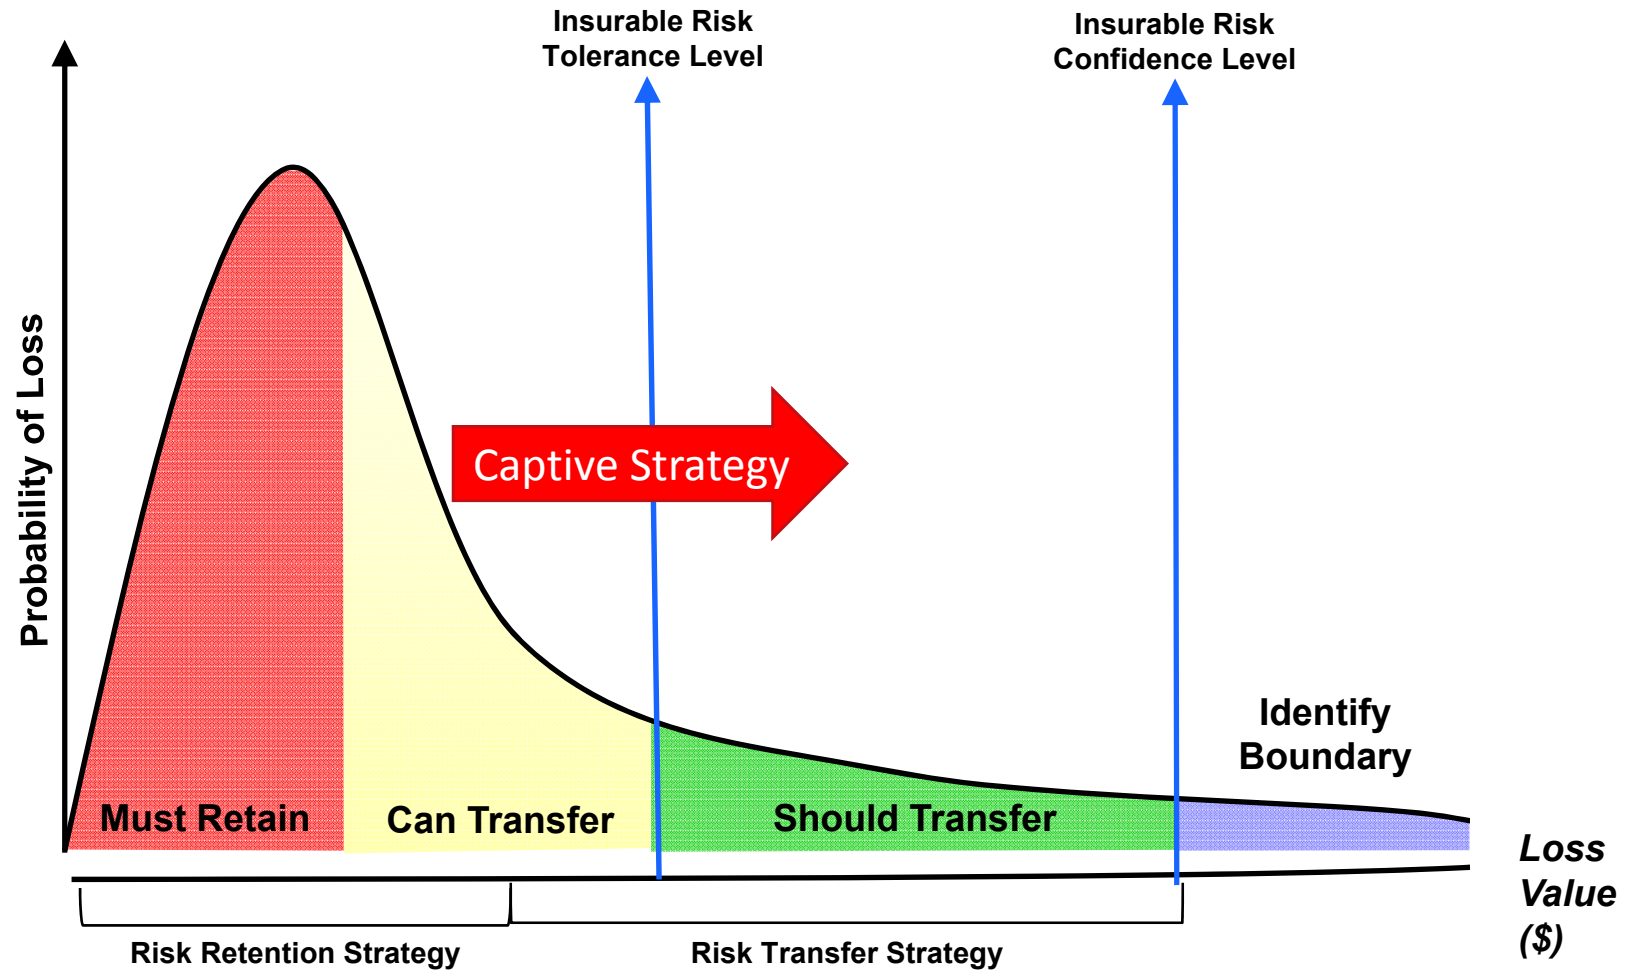 Insurable Risk
Tolerance Level
Insurable Risk
Confidence Level
Probability of Loss
Captive Strategy
Identify
Boundary
Must Retain
Can Transfer
Should Transfer
Loss
Value
($)
Risk Retention Strategy
Risk Transfer Strategy